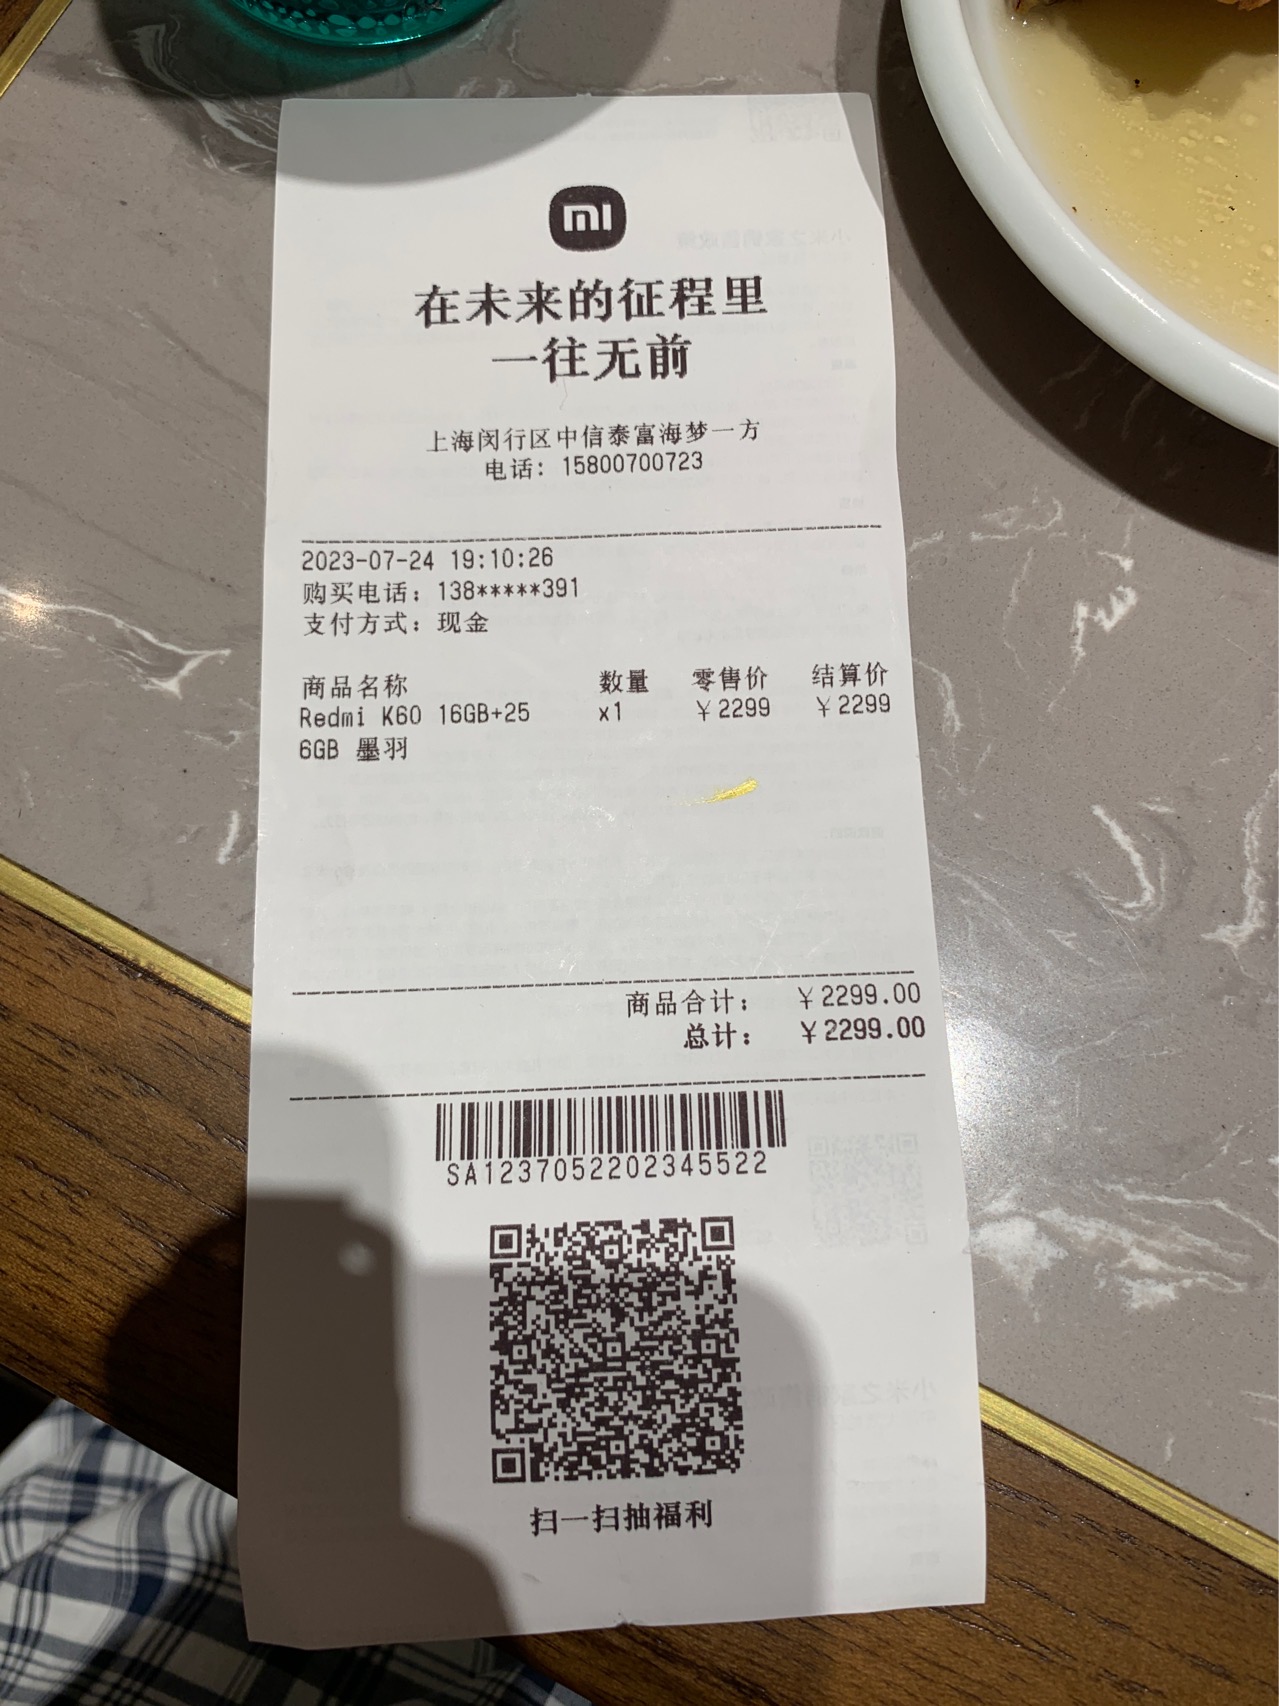 mi
在未来的征程里
一往无前
上海闵行区中信泰富海梦一方
电话: 15800700723
2023-07-24 19:10:26
购买电话: 138*****391
支付方式: 现金
商品名称 数量 零售价 结算价
Redmi K60 16GB+25 x1 ¥2299 ¥2299
6GB 墨羽
商品合计: ¥2299.00
总计: ¥2299.00
SA1237052202345522
扫一扫抽福利